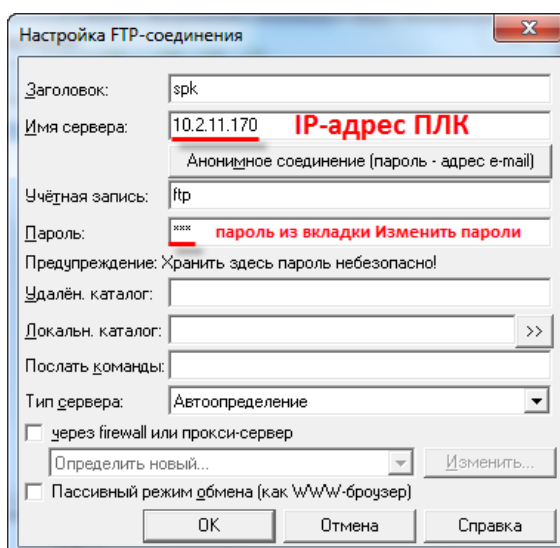 Настройка FTP-соединения
Заголовок: spk
Имя сервера: 10.2.11.170 IP-адрес ПЛК
Анонимное соединение (пароль - адрес e-mail)
Учётная запись: ftp
Пароль: *** пароль из вкладки Изменить пароли
Предупреждение: Хранить здесь пароль небезопасно!
Удалён. каталог:
Локальн. каталог: >>
Послать команды:
Тип сервера: Автоопределение
через firewall или прокси-сервер
Определить новый... Изменить...
Пассивный режим обмена (как WWW-броузер)
OK Отмена Справка